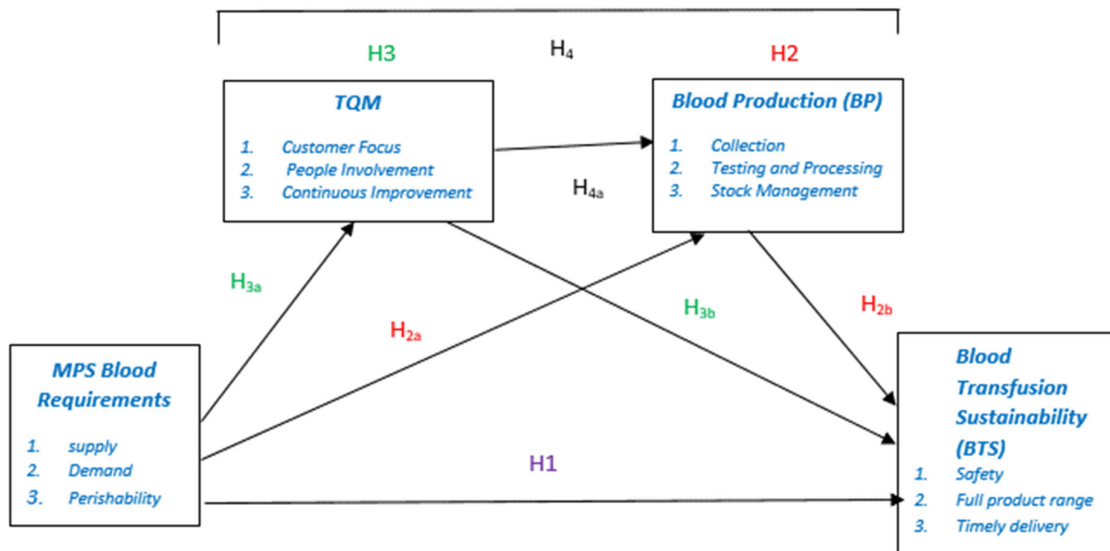 H3
H4
H2
TQM
1. Customer Focus
2. People Involvement
3. Continuous Improvement
Blood Production (BP)
1. Collection
2. Testing and Processing
3. Stock Management
H4a
H3a
H2a
H3b
H2b
MPS Blood
Requirements
1. supply
2. Demand
3. Perishability
H1
Blood
Transfusion
Sustainability
(BTS)
1. Safety
2. Full product range
3. Timely delivery